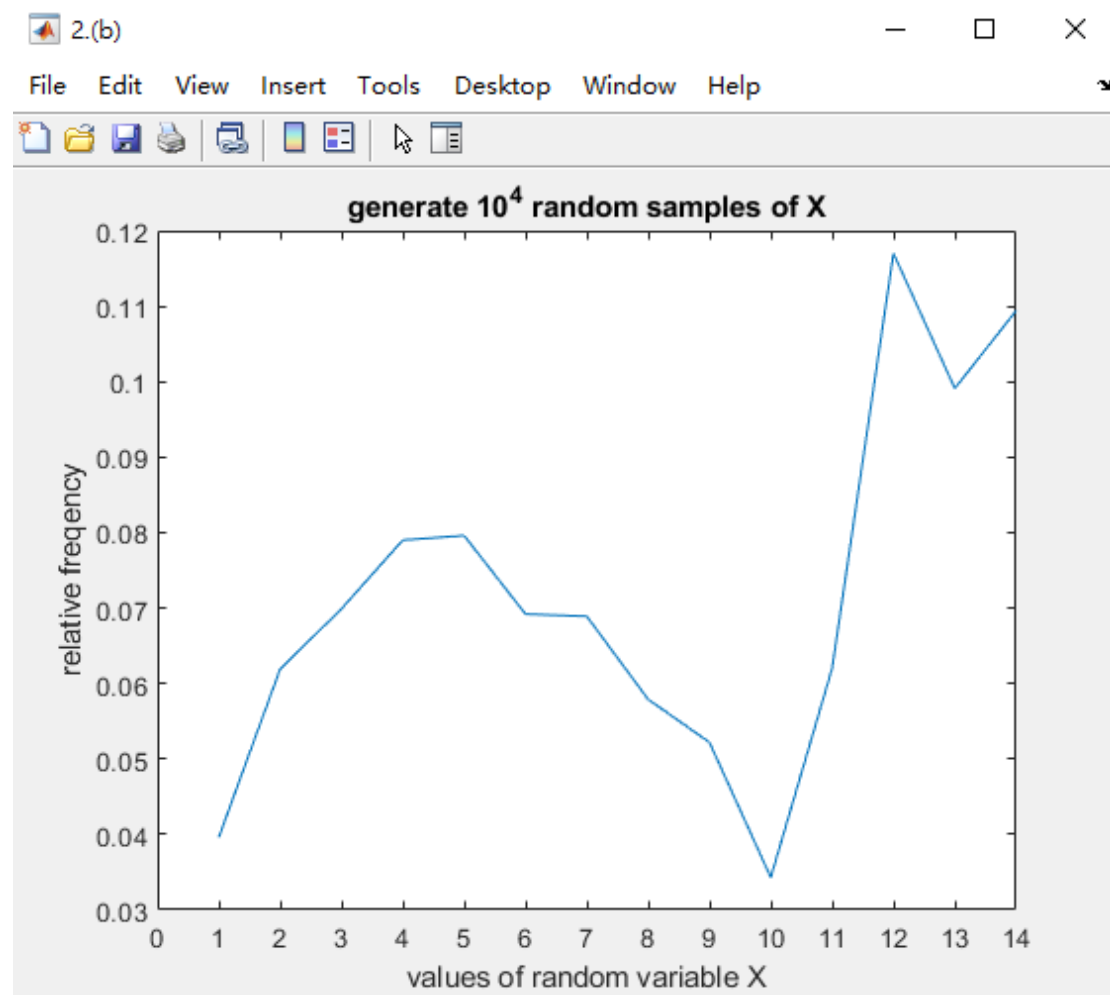 2.(b)
File Edit View Insert Tools Desktop Window Help
generate 10^4 random samples of X
0.12
0.11
0.1
0.09
0.08
0.07
0.06
0.05
0.04
0.03
relative freqency
0 1 2 3 4 5 6 7 8 9 10 11 12 13 14
values of random variable X